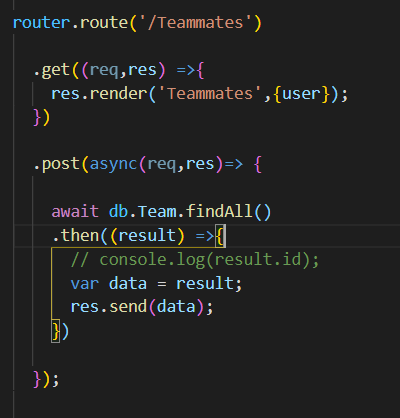 router.route('/Teammates')
.get((req,res) =>{
res.render('Teammates',{user});
})
.post(async(req,res)=> {
await db.Team.findAll()
.then((result) =>{
// console.log(result.id);
var data = result;
res.send(data);
})
});